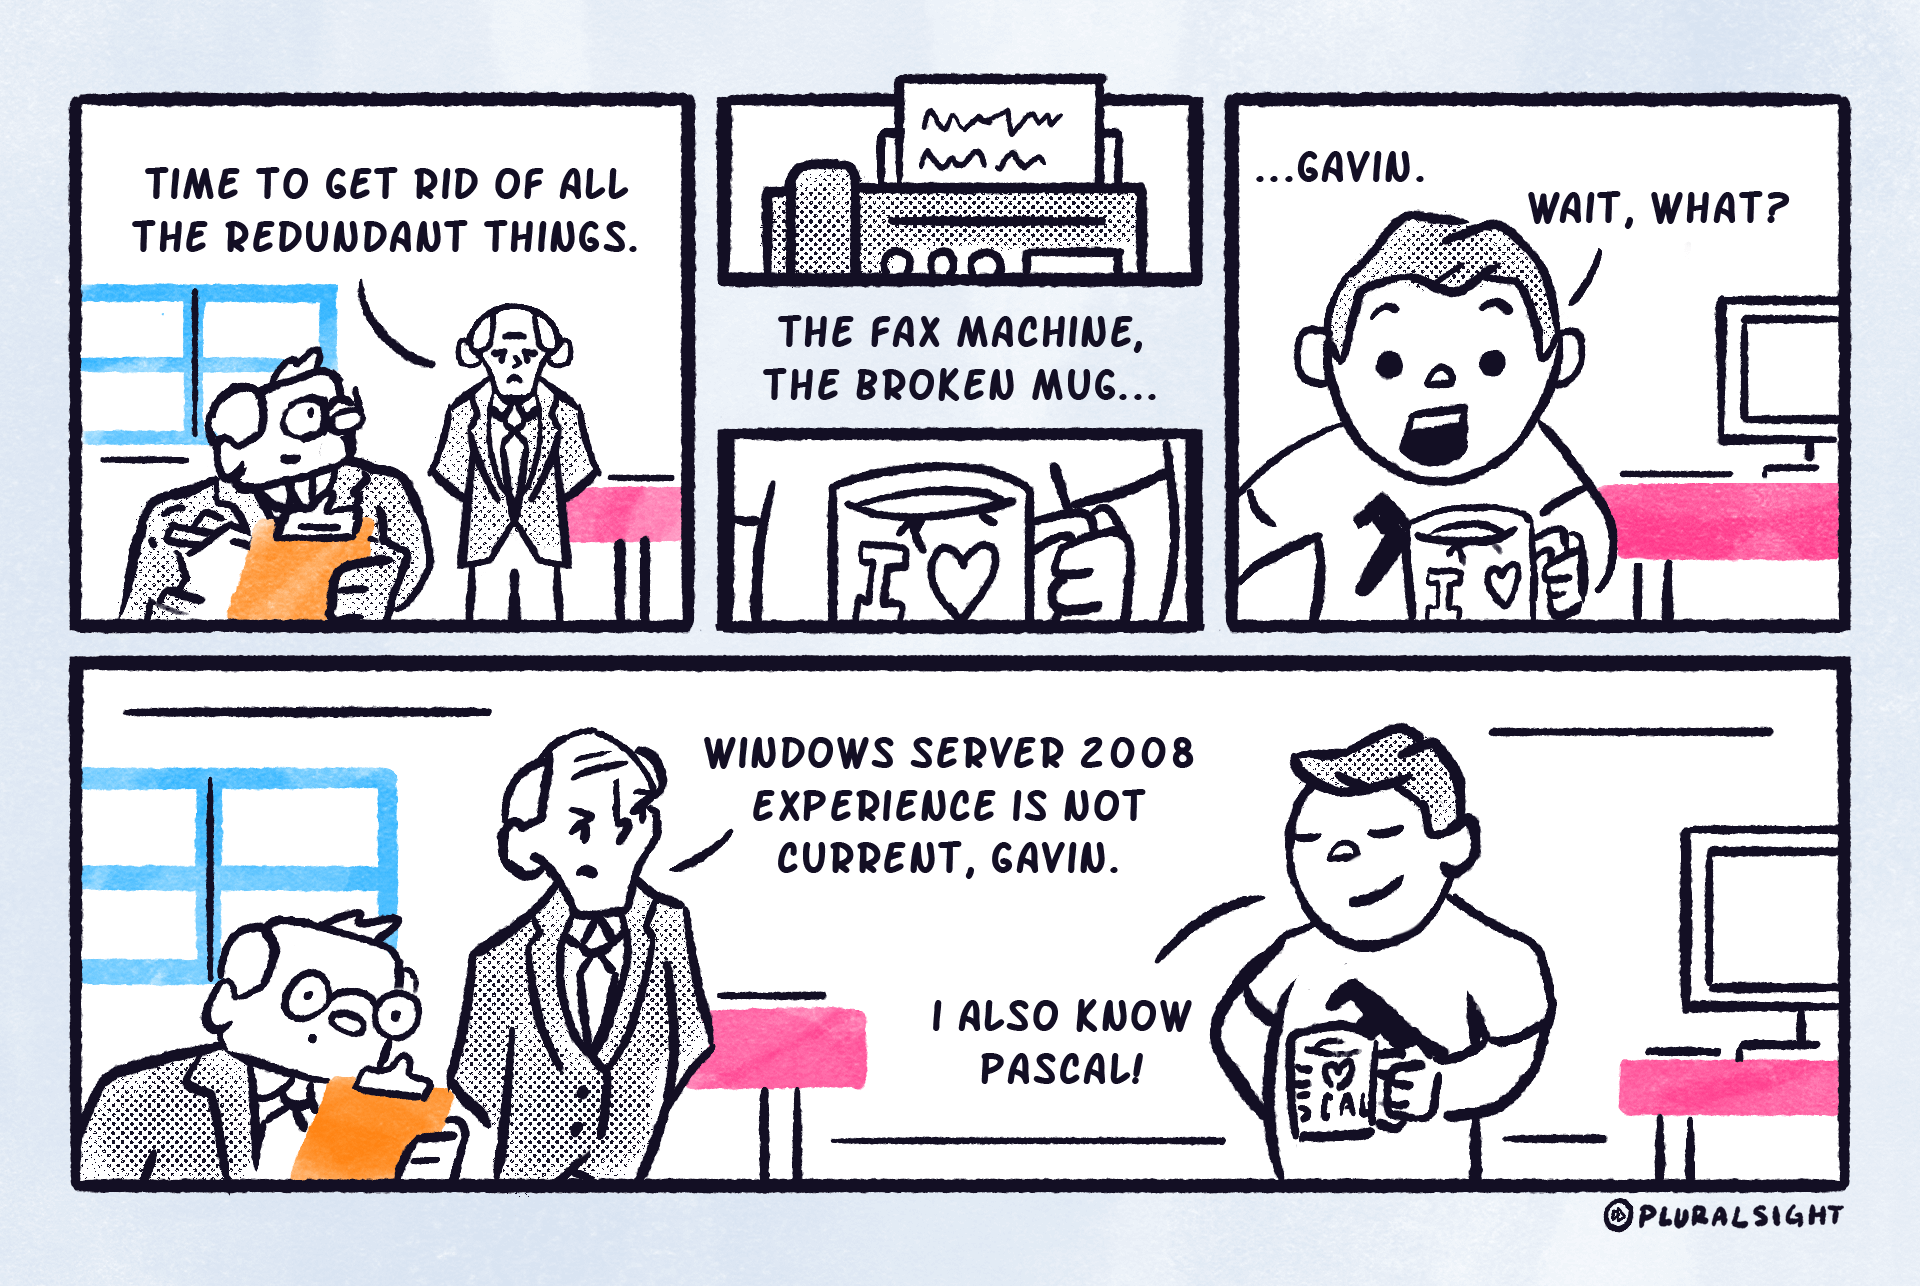 TIME TO GET RID OF ALL
THE REDUNDANT THINGS.
THE FAX MACHINE,
THE BROKEN MUG...
I ♡
...GAVIN.
WAIT, WHAT?
I ♡
WINDOWS SERVER 2008
EXPERIENCE IS NOT
CURRENT, GAVIN.
I ALSO KNOW
PASCAL!
♡
SCAL
PLURALSIGHT